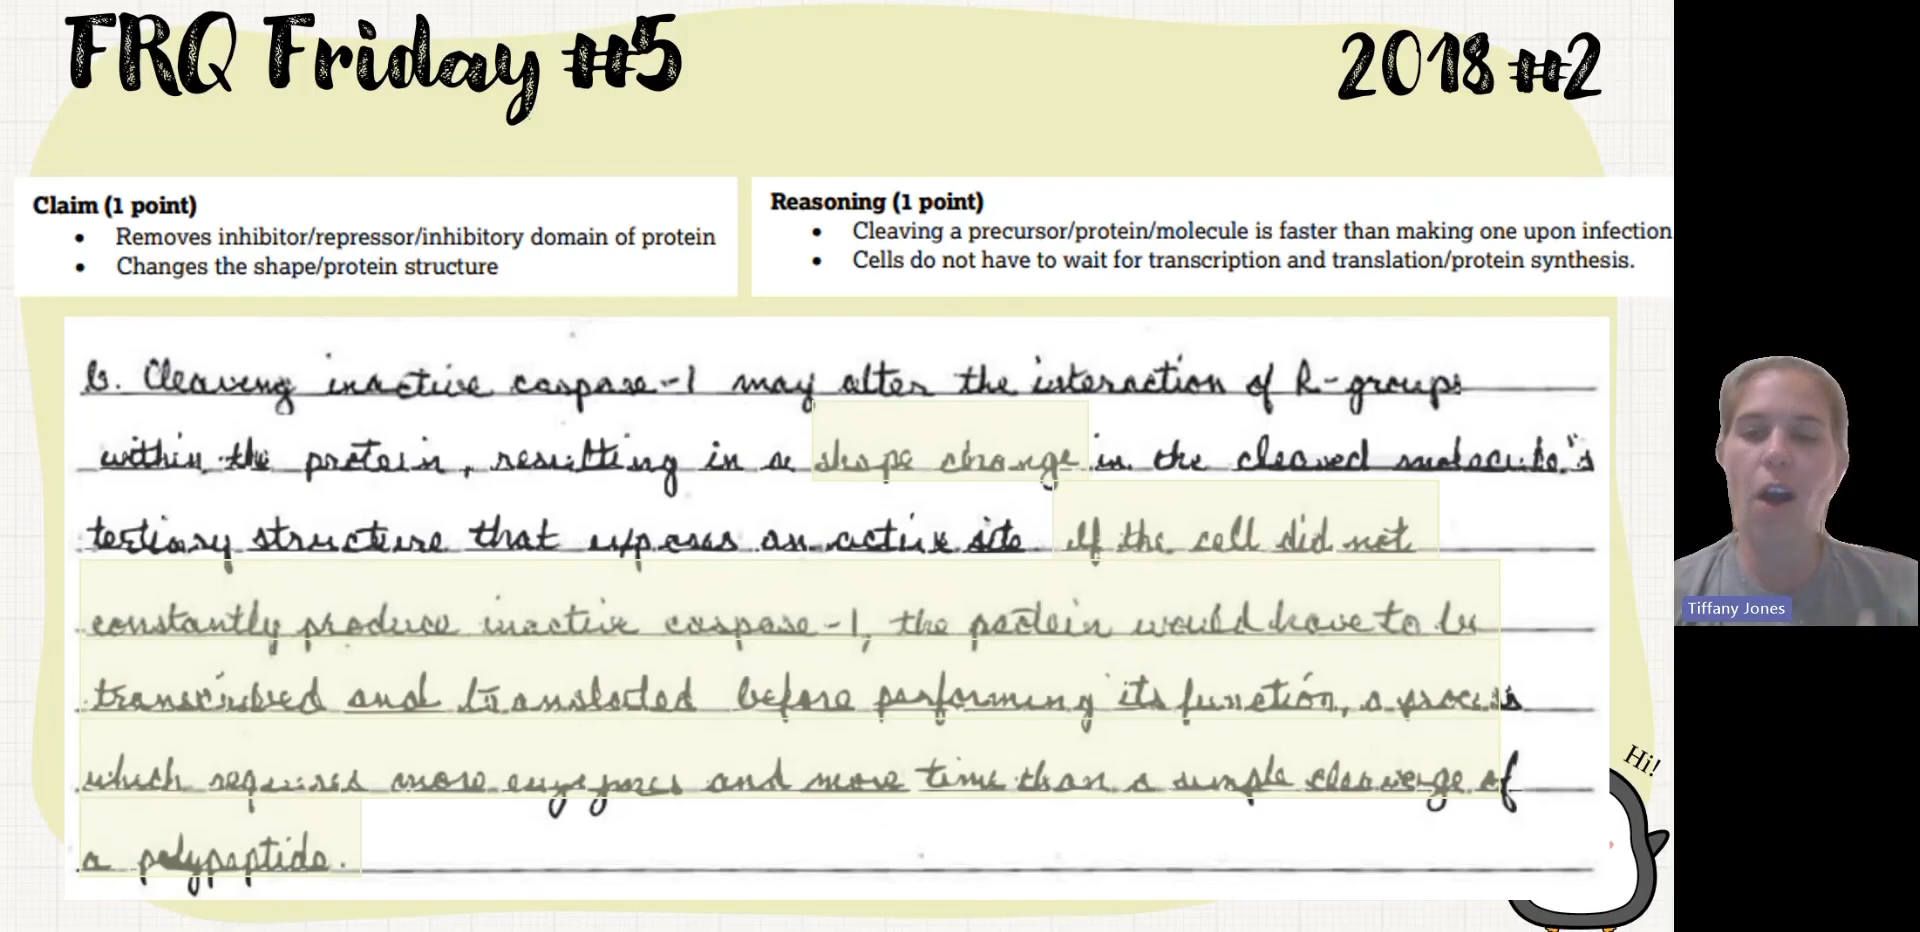 FRQ Friday #5
2018 #2
Claim (1 point)
• Removes inhibitor/repressor/inhibitory domain of protein
• Changes the shape/protein structure
Reasoning (1 point)
• Cleaving a precursor/protein/molecule is faster than making one upon infection
• Cells do not have to wait for transcription and translation/protein synthesis.
b. Cleaving inactive caspase-1 may alter the interaction of R-groups
within the protein, resulting in a shape change in the cleaved molecule's
tertiary structure that exposes an active site. If the cell did not
constantly produce inactive caspase-1, the protein would have to be
transcribed and translated before performing its function, a process
which requires more enzymes and more time than a simple cleavage of
a polypeptide.
Hi!
Tiffany Jones